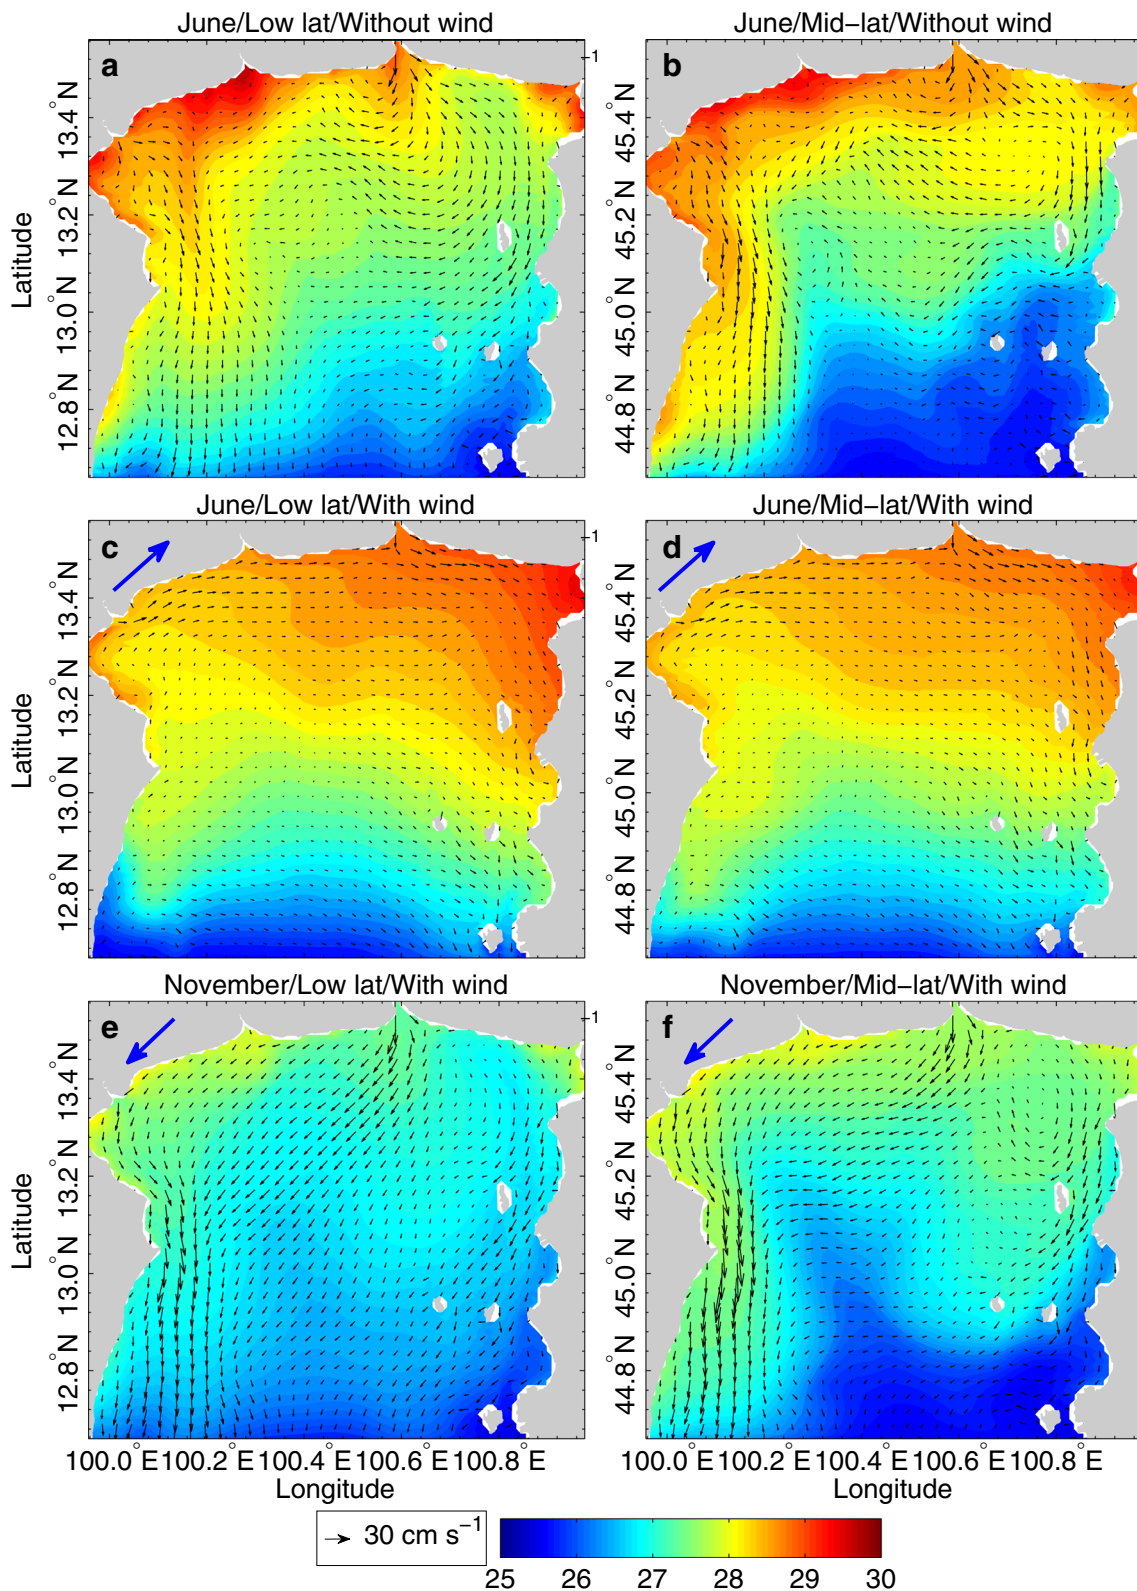 June/Low lat/Without wind
June/Mid−lat/Without wind
a
b
-1
Latitude
13.4°N
13.2°N
13.0°N
12.8°N
45.4°N
45.2°N
45.0°N
44.8°N
June/Low lat/With wind
June/Mid−lat/With wind
c
d
-1
Latitude
13.4°N
13.2°N
13.0°N
12.8°N
45.4°N
45.2°N
45.0°N
44.8°N
November/Low lat/With wind
November/Mid−lat/With wind
e
f
-1
Latitude
13.4°N
13.2°N
13.0°N
12.8°N
45.4°N
45.2°N
45.0°N
44.8°N
100.0°E 100.2°E 100.4°E 100.6°E 100.8°E
100.0°E 100.2°E 100.4°E 100.6°E 100.8°E
Longitude
Longitude
30 cm s⁻¹
25 26 27 28 29 30